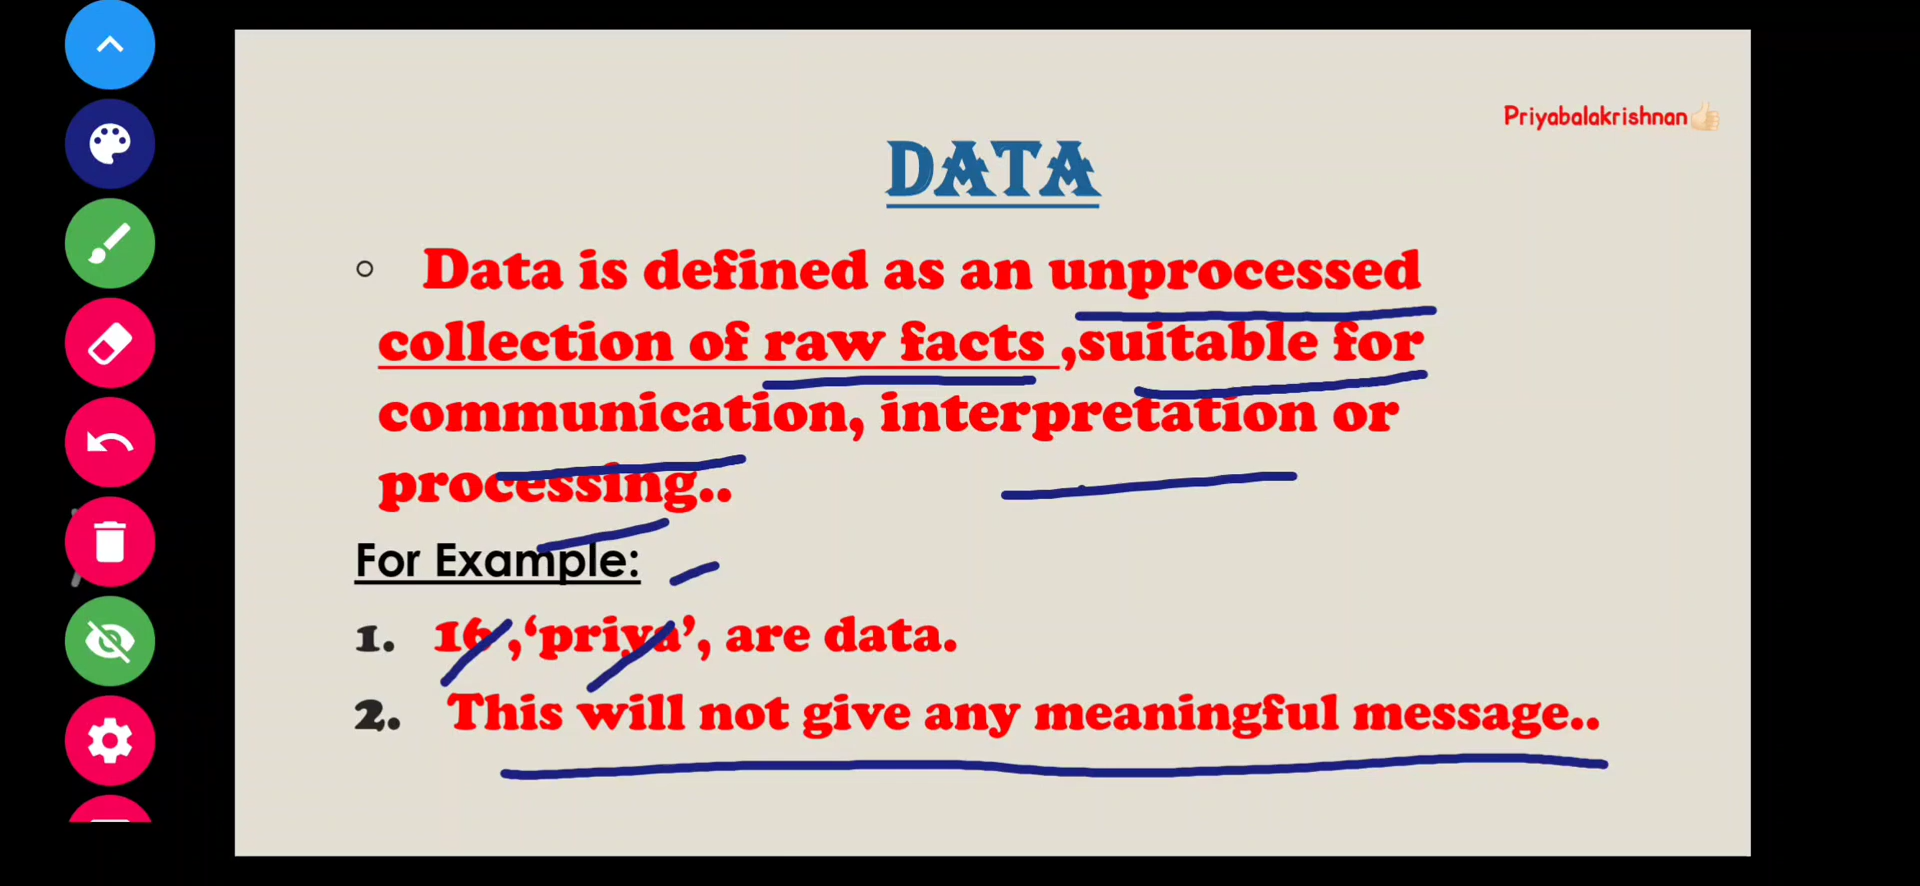 Priyabalakrishnan👍🏻
DATA
Data is defined as an unprocessed
collection of raw facts ,suitable for
communication, interpretation or
processing..
For Example:
1. 16 ,‘priya’, are data.
2. This will not give any meaningful message..